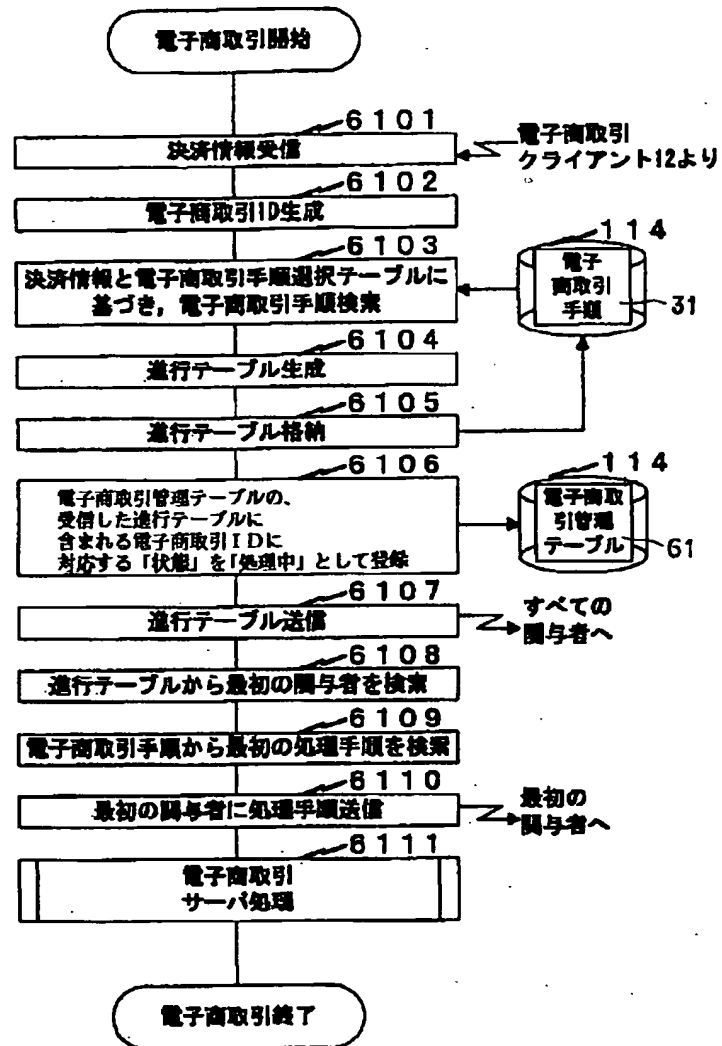 電子商取引開始
6101
決済情報受信
電子商取引
クライアント12より
6102
電子商取引ID生成
6103
決済情報と電子商取引手順選択テーブルに
基づき，電子商取引手順検索
114
電子
商取引
手順
31
6104
進行テーブル生成
6105
進行テーブル格納
6106
電子商取引管理テーブルの、
受信した進行テーブルに
含まれる電子商取引ＩＤに
対応する「状態」を「処理中」として登録
114
電子商取
引管理
テーブル
61
6107
進行テーブル送信
すべての
関与者へ
6108
進行テーブルから最初の関与者を検索
6109
電子商取引手順から最初の処理手順を検索
6110
最初の関与者に処理手順送信
最初の
関与者へ
6111
電子商取引
サーバ処理
電子商取引終了